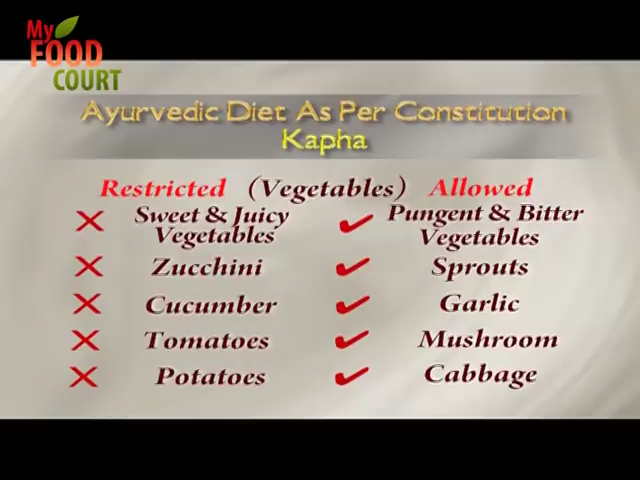 My
FOOD
COURT
Ayurvedic Diet As Per Constitution
Kapha
Restricted (Vegetables) Allowed
Sweet & Juicy Vegetables
Pungent & Bitter Vegetables
Zucchini Sprouts
Cucumber Garlic
Tomatoes Mushroom
Potatoes Cabbage